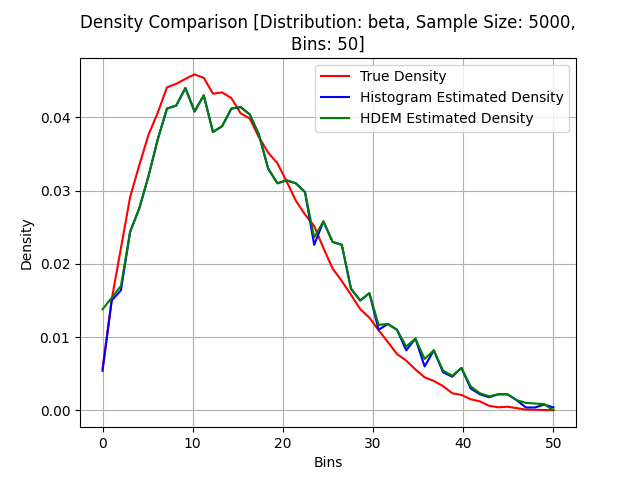 Density Comparison [Distribution: beta, Sample Size: 5000,
Bins: 50]
True Density
Histogram Estimated Density
HDEM Estimated Density
Density
0.04
0.03
0.02
0.01
0.00
0
10
20
30
40
50
Bins